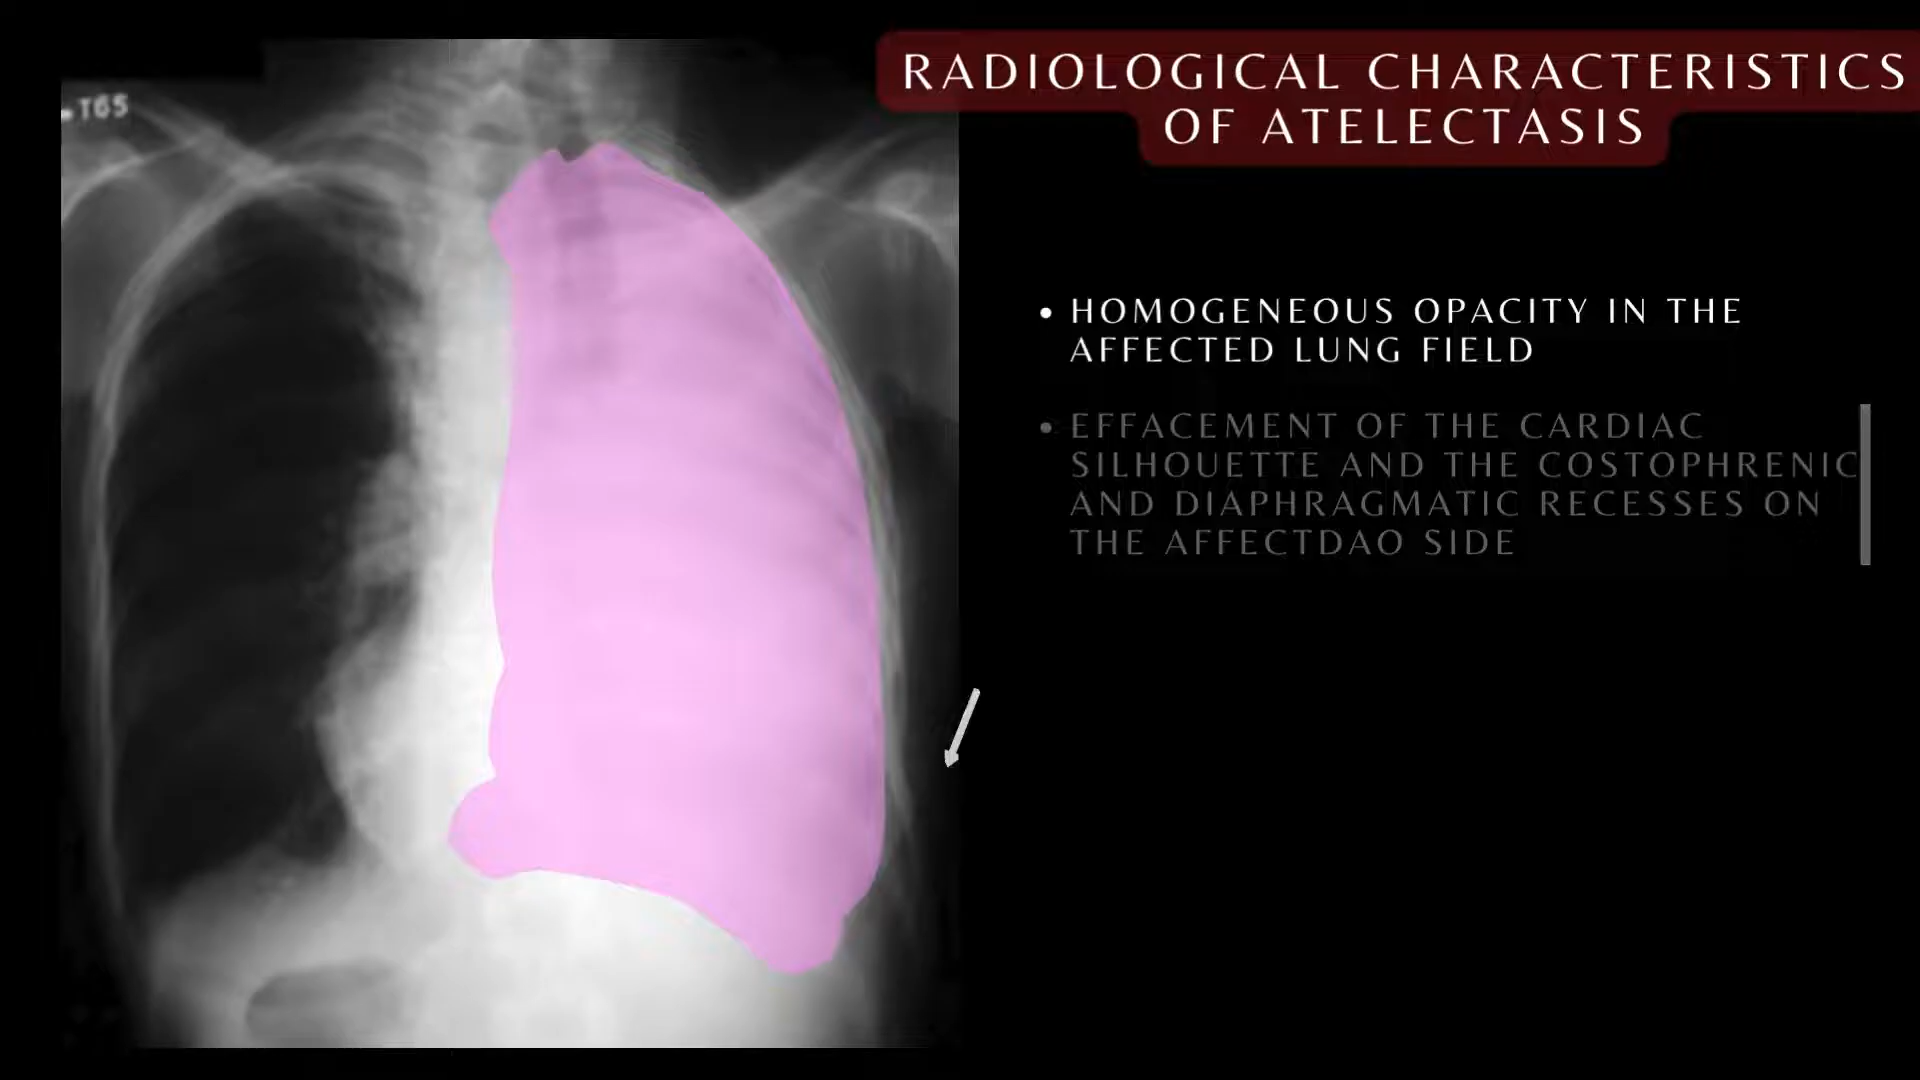 T65
RADIOLOGICAL CHARACTERISTICS
OF ATELECTASIS
• HOMOGENEOUS OPACITY IN THE
AFFECTED LUNG FIELD
• EFFACEMENT OF THE CARDIAC
SILHOUETTE AND THE COSTOPHRENIC
AND DIAPHRAGMATIC RECESSES ON
THE AFFECTDAO SIDE